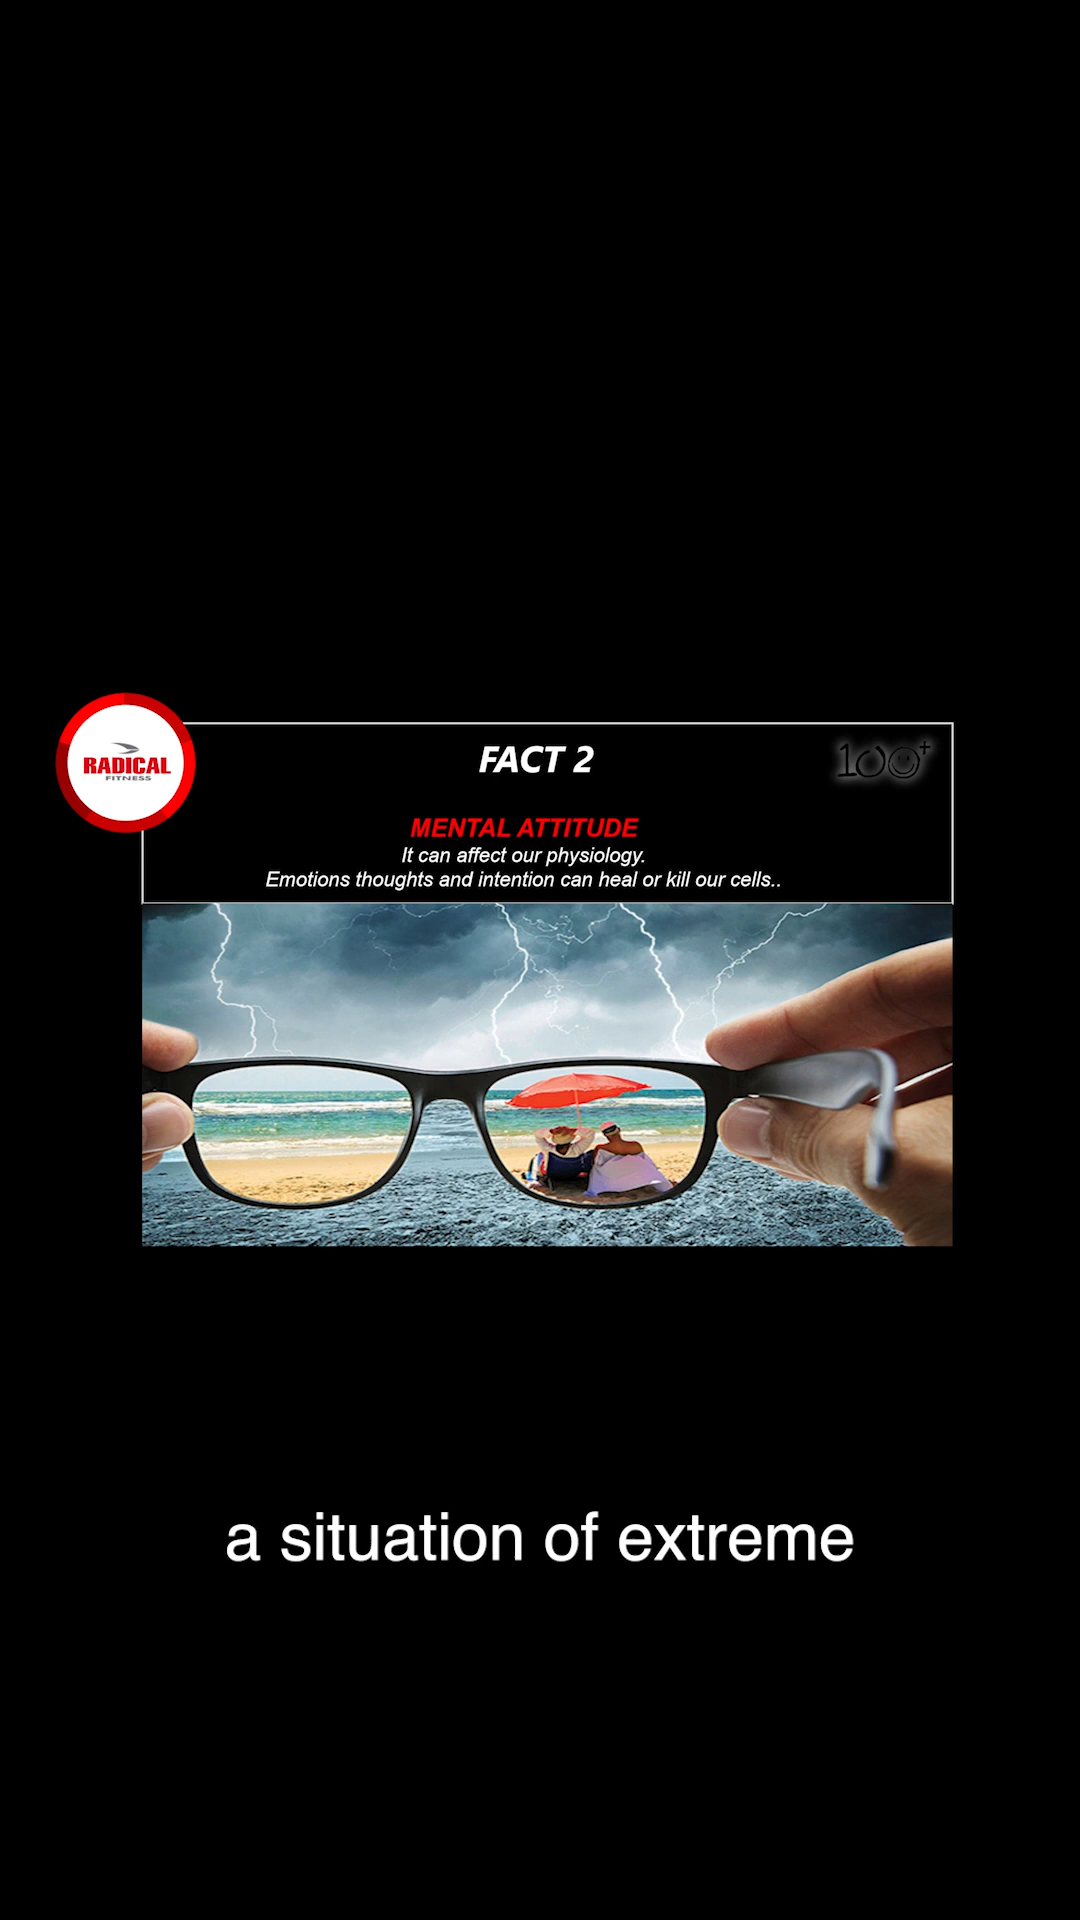 RADICAL
FITNESS
FACT 2
100+
MENTAL ATTITUDE
It can affect our physiology.
Emotions thoughts and intention can heal or kill our cells..
a situation of extreme